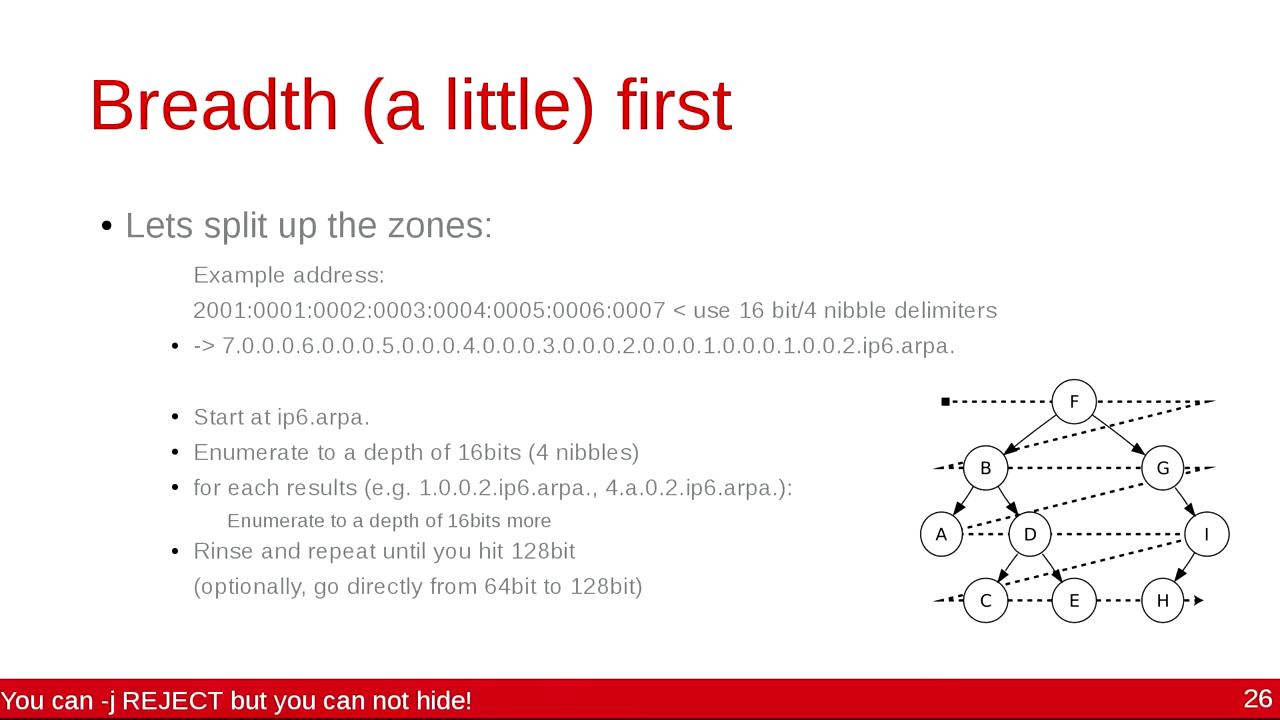 Breadth (a little) first
• Lets split up the zones:
Example address:
2001:0001:0002:0003:0004:0005:0006:0007 < use 16 bit/4 nibble delimiters
• -> 7.0.0.0.6.0.0.0.5.0.0.0.4.0.0.0.3.0.0.0.2.0.0.0.1.0.0.0.1.0.0.2.ip6.arpa.
• Start at ip6.arpa.
• Enumerate to a depth of 16bits (4 nibbles)
• for each results (e.g. 1.0.0.2.ip6.arpa., 4.a.0.2.ip6.arpa.):
Enumerate to a depth of 16bits more
• Rinse and repeat until you hit 128bit
(optionally, go directly from 64bit to 128bit)
F
B G
A D I
C E H
You can -j REJECT but you can not hide!
26